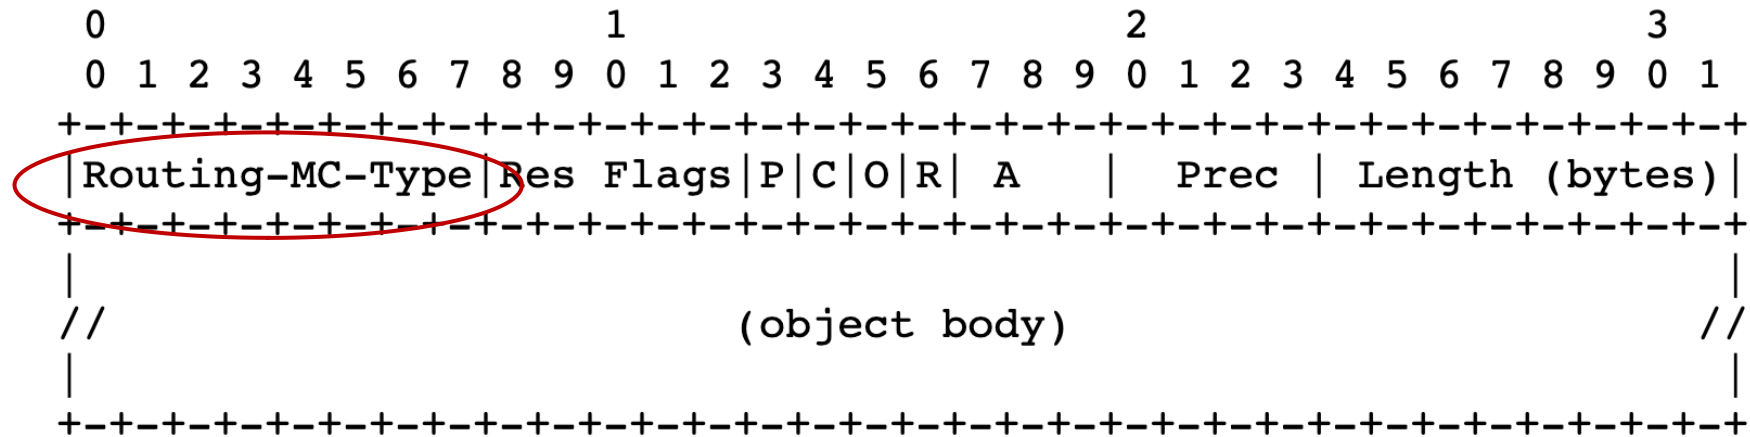 0                   1                   2                   3
 0 1 2 3 4 5 6 7 8 9 0 1 2 3 4 5 6 7 8 9 0 1 2 3 4 5 6 7 8 9 0 1
+-+-+-+-+-+-+-+-+-+-+-+-+-+-+-+-+-+-+-+-+-+-+-+-+-+-+-+-+-+-+-+-+
|Routing-MC-Type|Res Flags|P|C|O|R| A   |  Prec | Length (bytes)|
+-+-+-+-+-+-+-+-+-+-+-+-+-+-+-+-+-+-+-+-+-+-+-+-+-+-+-+-+-+-+-+-+
|                                                               |
//                        (object body)                        //
|                                                               |
+-+-+-+-+-+-+-+-+-+-+-+-+-+-+-+-+-+-+-+-+-+-+-+-+-+-+-+-+-+-+-+-+